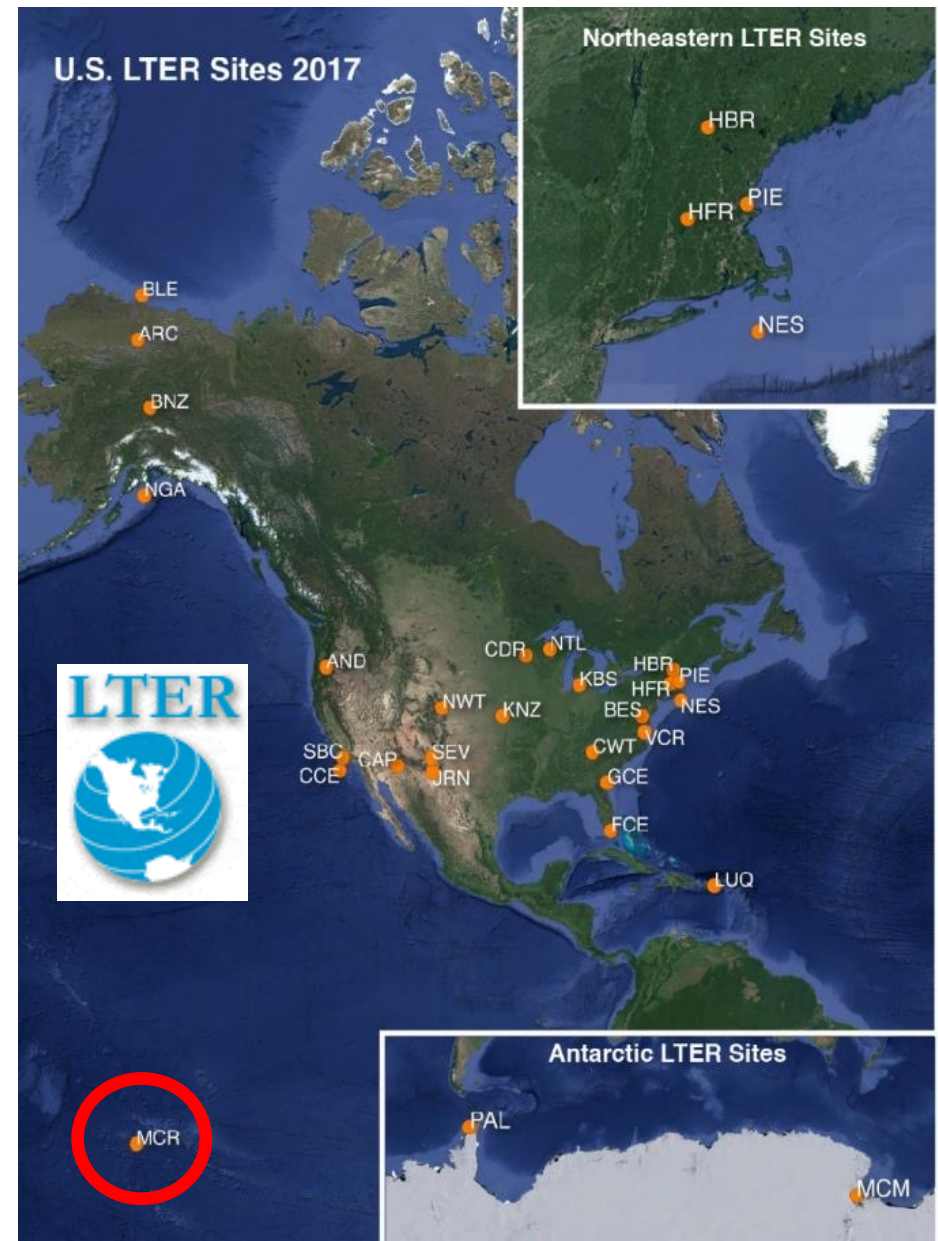 U.S. LTER Sites 2017
Northeastern LTER Sites
HBR
PIE
HFR
NES
BLE
ARC
BNZ
NGA
AND
CDR
NTL
KBS
HBR
PIE
HFR
NES
NWT
KNZ
BES
VCR
SBC
CAP
SEV
CWT
CCE
JRN
GCE
FCE
LUQ
LTER
MCR
Antarctic LTER Sites
PAL
MCM